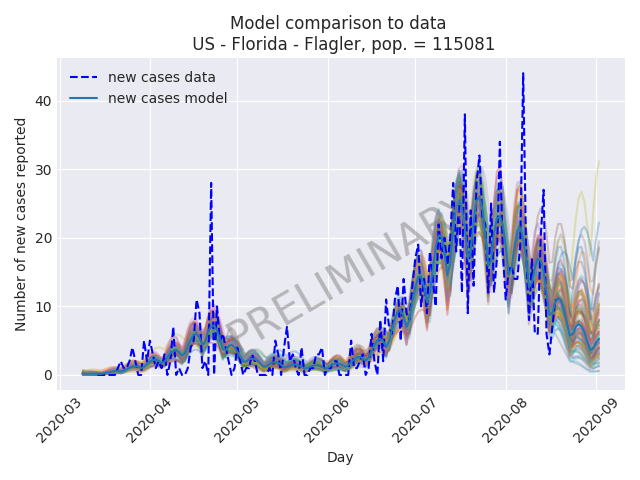 Model comparison to data
US - Florida - Flagler, pop. = 115081
new cases data
new cases model
PRELIMINARY
Number of new cases reported
40
30
20
10
0
2020-03
2020-04
2020-05
2020-06
2020-07
2020-08
2020-09
Day